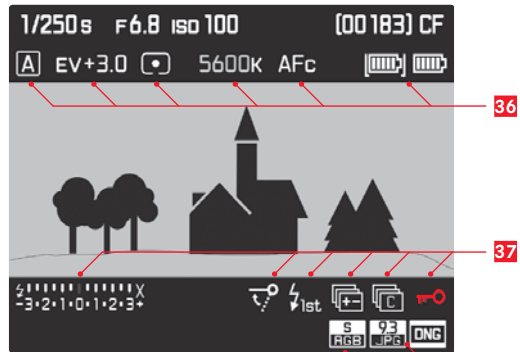 1/250s F6.8 ISO 100 [00183] CF
A EV+3.0 5600K AFc
36
37
-3·2·1·0·1·2·3+
1st +- C
S RGB 9.3 JPG DNG